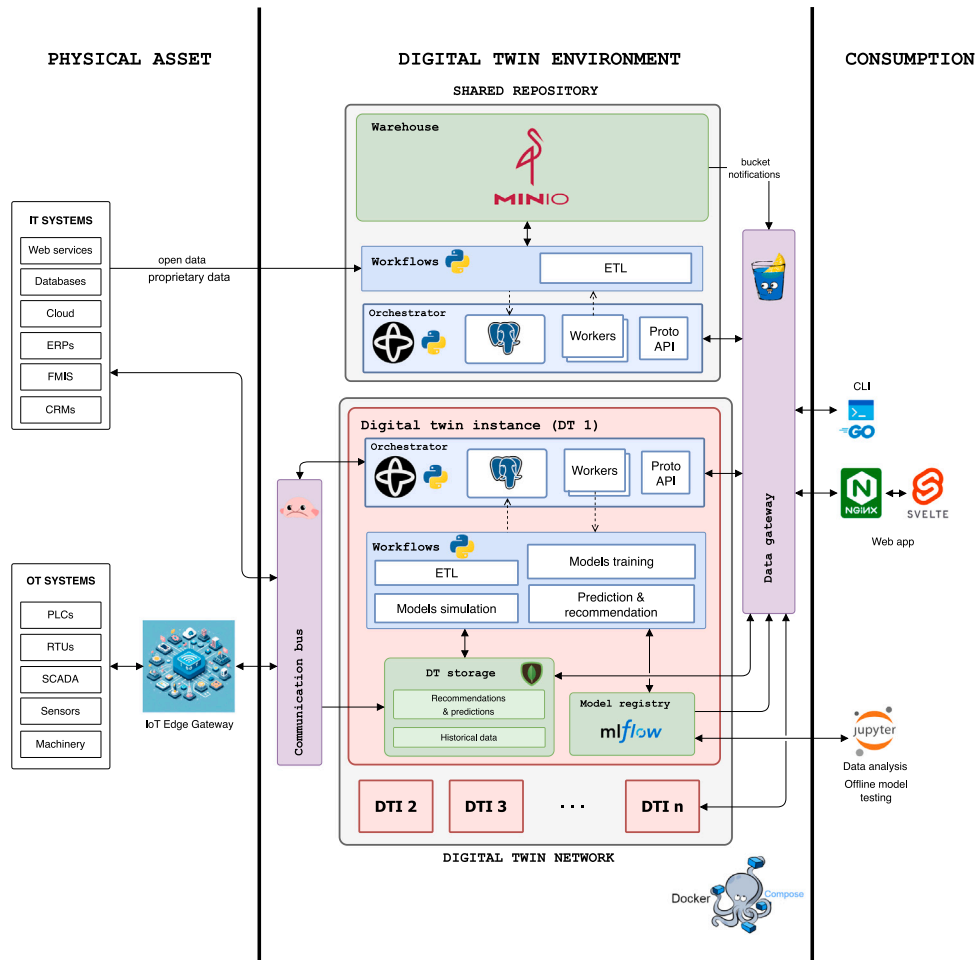 PHYSICAL ASSET
DIGITAL TWIN ENVIRONMENT
CONSUMPTION
SHARED REPOSITORY
Warehouse
MINIO
bucket
notifications
IT SYSTEMS
Web services
Databases
Cloud
ERPs
FMIS
CRMs
open data
proprietary data
Workflows
ETL
Orchestrator
Workers
Proto
API
Data gateway
CLI
GO
NGINX
SVELTE
Web app
Digital twin instance (DT 1)
Orchestrator
Workers
Proto
API
Workflows
ETL
Models training
Models simulation
Prediction &
recommendation
Communication bus
OT SYSTEMS
PLCs
RTUs
SCADA
Sensors
Machinery
IoT Edge Gateway
DT storage
Recommendations
& predictions
Historical data
Model registry
mlflow
jupyter
Data analysis
Offline model
testing
DTI 2
DTI 3
...
DTI n
DIGITAL TWIN NETWORK
Docker
Compose